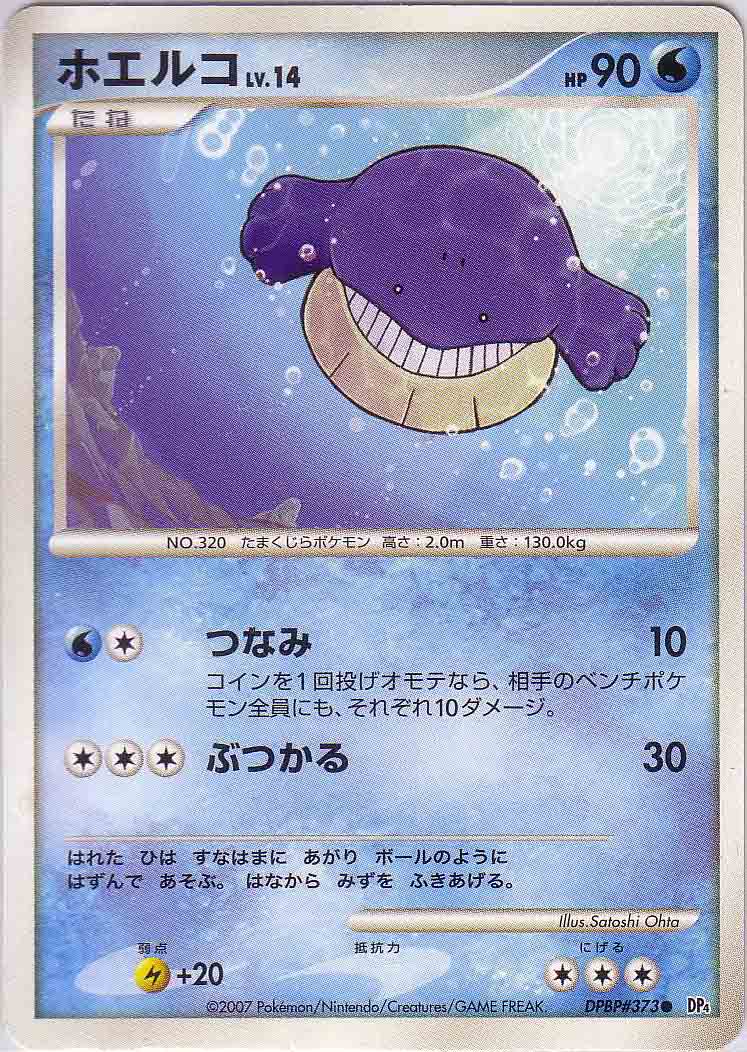 ホエルコ LV.14 HP 90
たね
NO.320 たまくじらポケモン 高さ：2.0m 重さ：130.0kg
つなみ 10
コインを1回投げオモテなら、相手のベンチポケ
モン全員にも、それぞれ10ダメージ。
ぶつかる 30
はれた ひは すなはまに あがり ボールのように
はずんで あそぶ。 はなから みずを ふきあげる。
Illus.Satoshi Ohta
弱点 抵抗力 にげる
+20
©2007 Pokémon/Nintendo/Creatures/GAME FREAK. DPBP#373 DP4